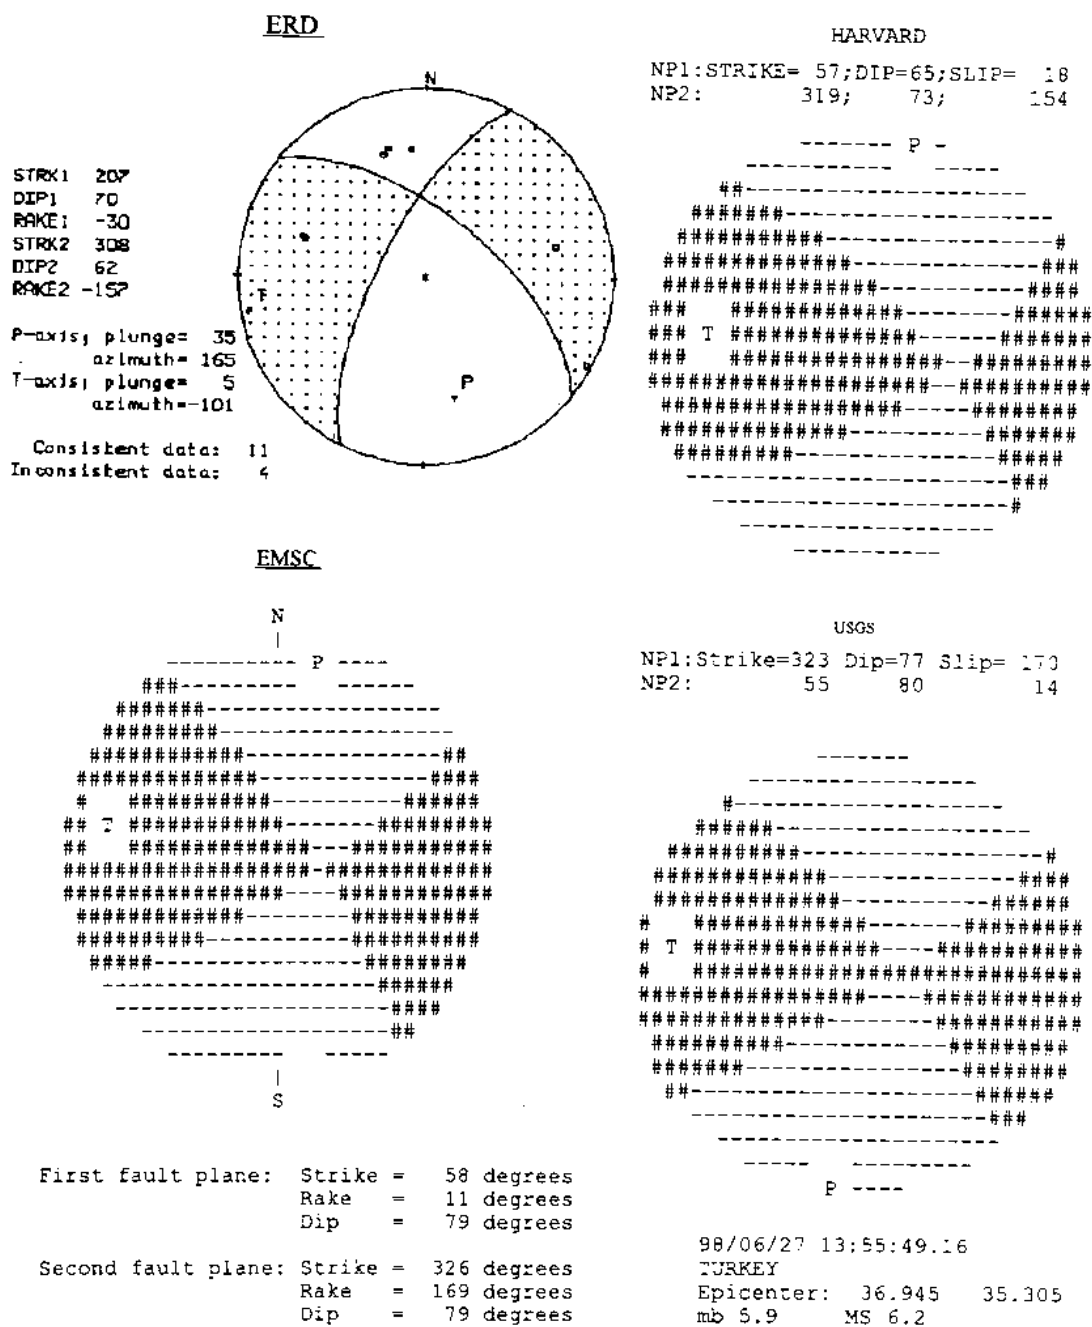 ERD
N
STRK1 207
DIP1 70
RAKE1 -30
STRK2 308
DIP2 62
RAKE2 -157
P-axis; plunge= 35
azimuth= 165
T-axis; plunge= 5
azimuth=-101
Consistent data: 11
Inconsistent data: 4
T
P
HARVARD
NP1:STRIKE= 57;DIP=65;SLIP= 18
NP2: 319; 73; 154
P
T
EMSC
N
P
T
S
First fault plane: Strike = 58 degrees
Rake = 11 degrees
Dip = 79 degrees
Second fault plane: Strike = 326 degrees
Rake = 169 degrees
Dip = 79 degrees
USGS
NP1:Strike=323 Dip=77 Slip= 170
NP2: 55 80 14
T
P
98/06/27 13:55:49.16
TURKEY
Epicenter: 36.945 35.305
mb 5.9 MS 6.2